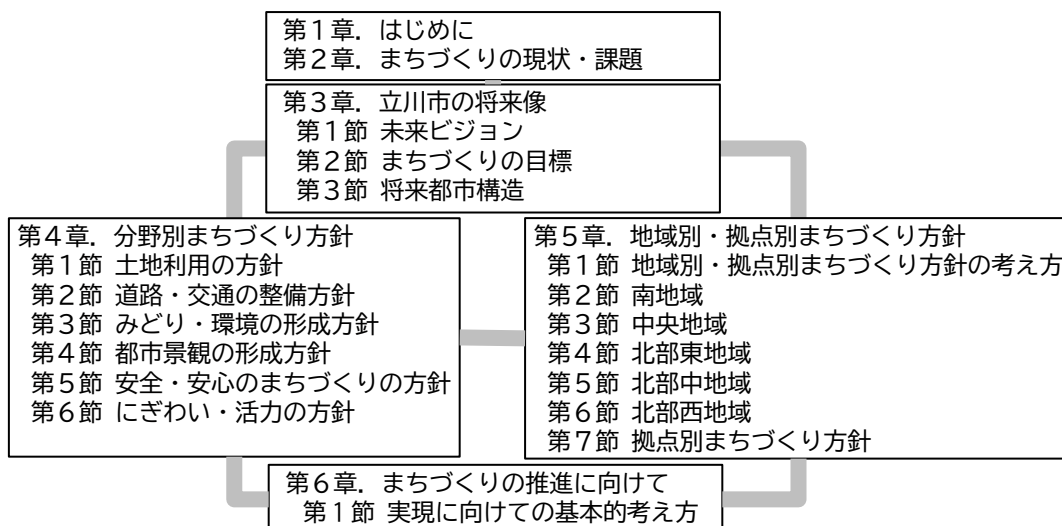 第１章．はじめに
第２章．まちづくりの現状・課題
第３章．立川市の将来像
第１節 未来ビジョン
第２節 まちづくりの目標
第３節 将来都市構造
第４章．分野別まちづくり方針
第１節 土地利用の方針
第２節 道路・交通の整備方針
第３節 みどり・環境の形成方針
第４節 都市景観の形成方針
第５節 安全・安心のまちづくりの方針
第６節 にぎわい・活力の方針
第５章．地域別・拠点別まちづくり方針
第１節 地域別・拠点別まちづくり方針の考え方
第２節 南地域
第３節 中央地域
第４節 北部東地域
第５節 北部中地域
第６節 北部西地域
第７節 拠点別まちづくり方針
第６章．まちづくりの推進に向けて
第１節 実現に向けての基本的考え方